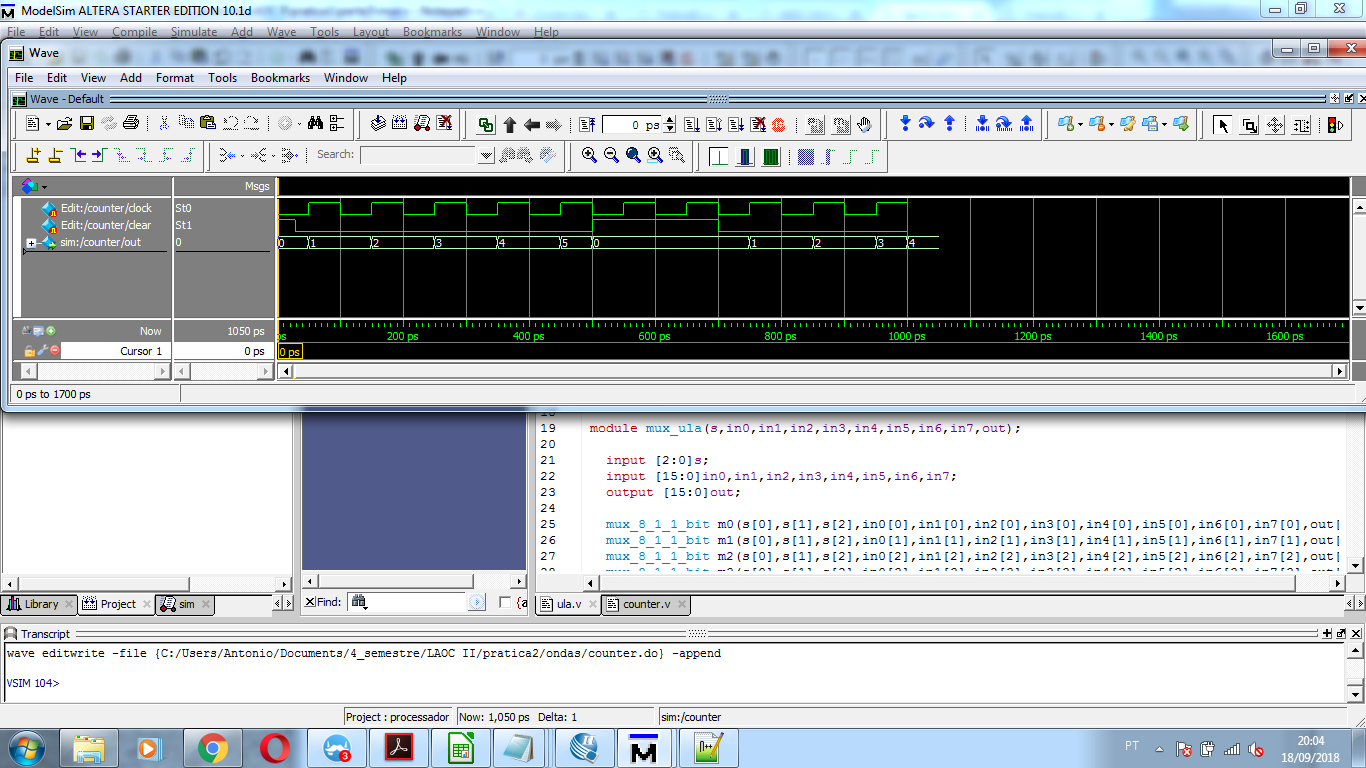 ModelSim ALTERA STARTER EDITION 10.1d
File Edit View Compile Simulate Add Wave Tools Layout Bookmarks Window Help
Wave
File Edit View Add Format Tools Bookmarks Window Help
Wave - Default
0 ps
Search:
Msgs
Edit:/counter/clock St0
Edit:/counter/clear St1
sim:/counter/out 0 0 1 2 3 4 5 0 1 2 3 4
Now 1050 ps 200 ps 400 ps 600 ps 800 ps 1000 ps 1200 ps 1400 ps 1600 ps
Cursor 1 0 ps 0 ps
0 ps to 1700 ps
19 module mux_ula(s,in0,in1,in2,in3,in4,in5,in6,in7,out);
20
21 input [2:0]s;
22 input [15:0]in0,in1,in2,in3,in4,in5,in6,in7;
23 output [15:0]out;
24
25 mux_8_1_1_bit m0(s[0],s[1],s[2],in0[0],in1[0],in2[0],in3[0],in4[0],in5[0],in6[0],in7[0],out
26 mux_8_1_1_bit m1(s[0],s[1],s[2],in0[1],in1[1],in2[1],in3[1],in4[1],in5[1],in6[1],in7[1],out
27 mux_8_1_1_bit m2(s[0],s[1],s[2],in0[2],in1[2],in2[2],in3[2],in4[2],in5[2],in6[2],in7[2],out
Library Project sim
Find:
ula.v counter.v
Transcript
wave editwrite -file {C:/Users/Antonio/Documents/4_semestre/LAOC II/pratica2/ondas/counter.do} -append
VSIM 104>
Project : processador Now: 1,050 ps Delta: 1 sim:/counter
3
PT
20:04
18/09/2018